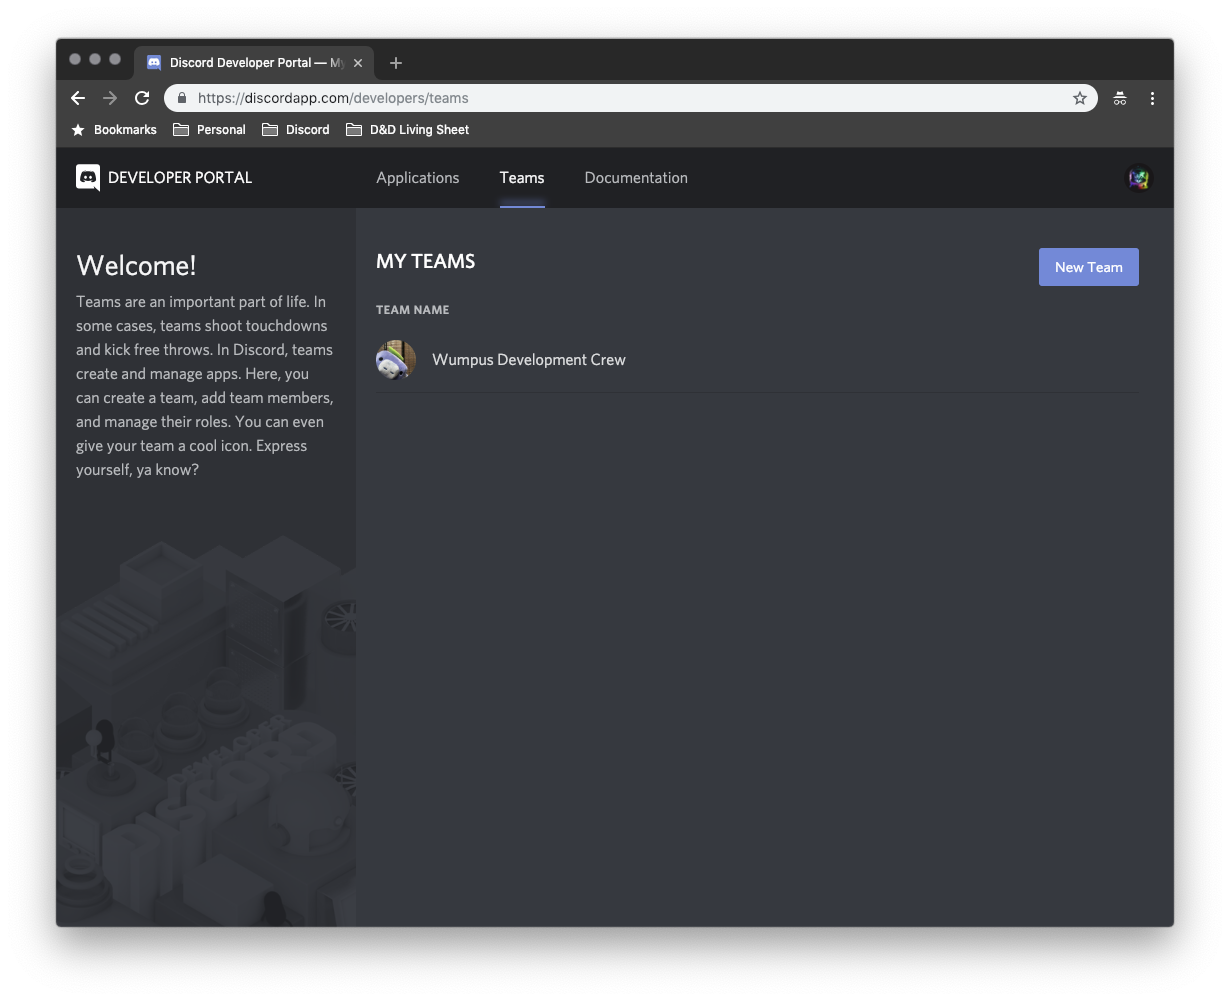 Discord Developer Portal — My
https://discordapp.com/developers/teams
Bookmarks Personal Discord D&D Living Sheet
DEVELOPER PORTAL Applications Teams Documentation
Welcome!
Teams are an important part of life. In
some cases, teams shoot touchdowns
and kick free throws. In Discord, teams
create and manage apps. Here, you
can create a team, add team members,
and manage their roles. You can even
give your team a cool icon. Express
yourself, ya know?
MY TEAMS
New Team
TEAM NAME
Wumpus Development Crew
DEVELOPER
DISCORD